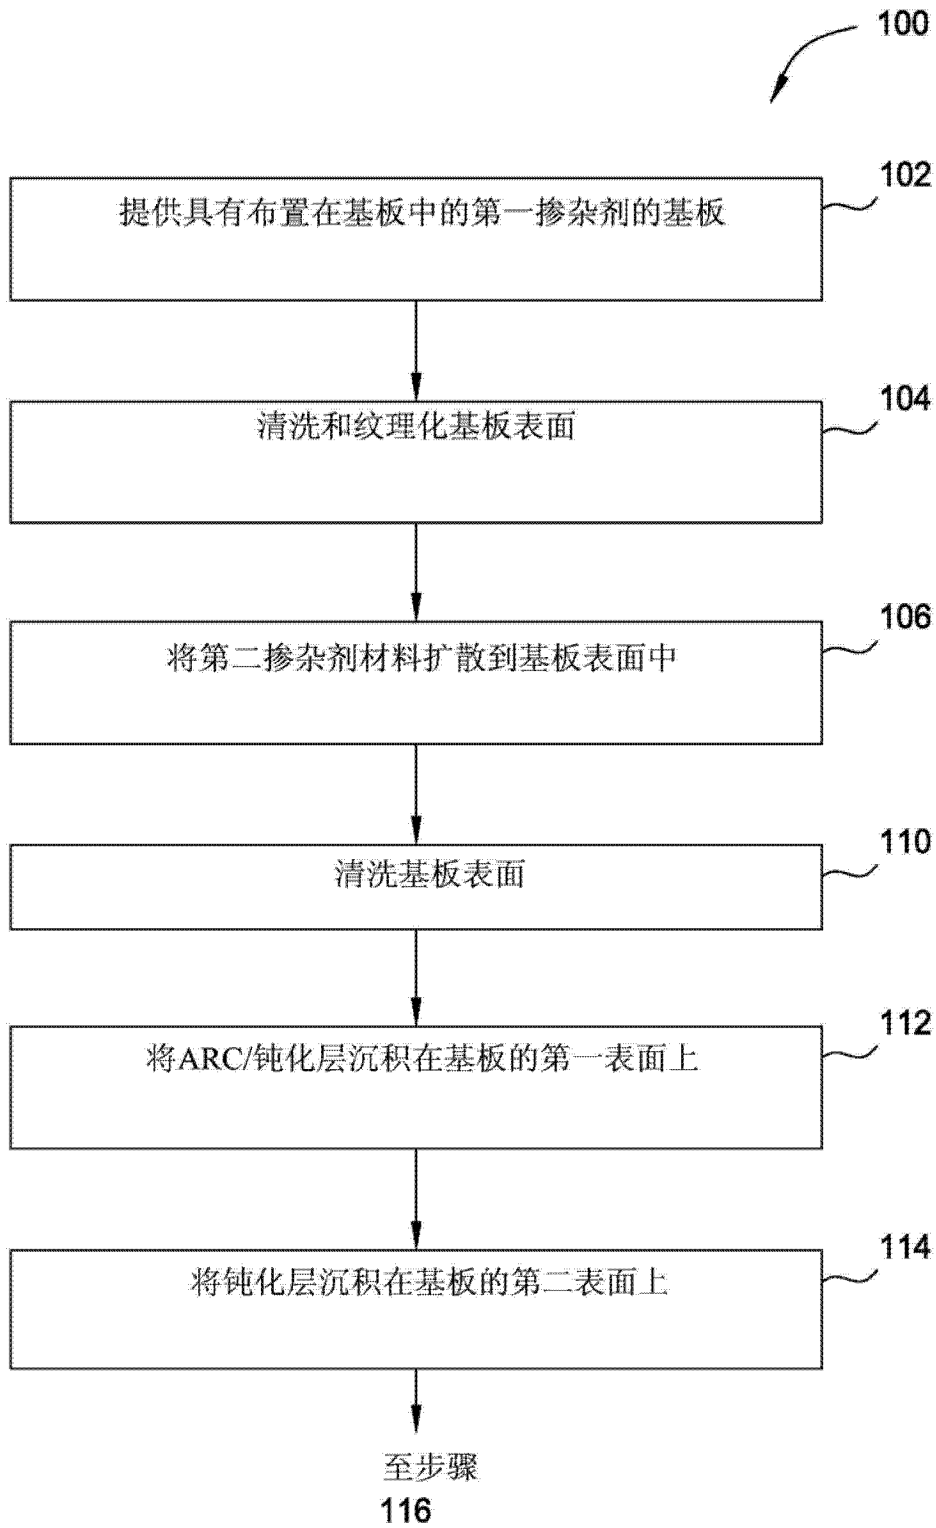 100
102
提供具有布置在基板中的第一掺杂剂的基板
104
清洗和纹理化基板表面
106
将第二掺杂剂材料扩散到基板表面中
110
清洗基板表面
112
将ARC/钝化层沉积在基板的第一表面上
114
将钝化层沉积在基板的第二表面上
至步骤
116